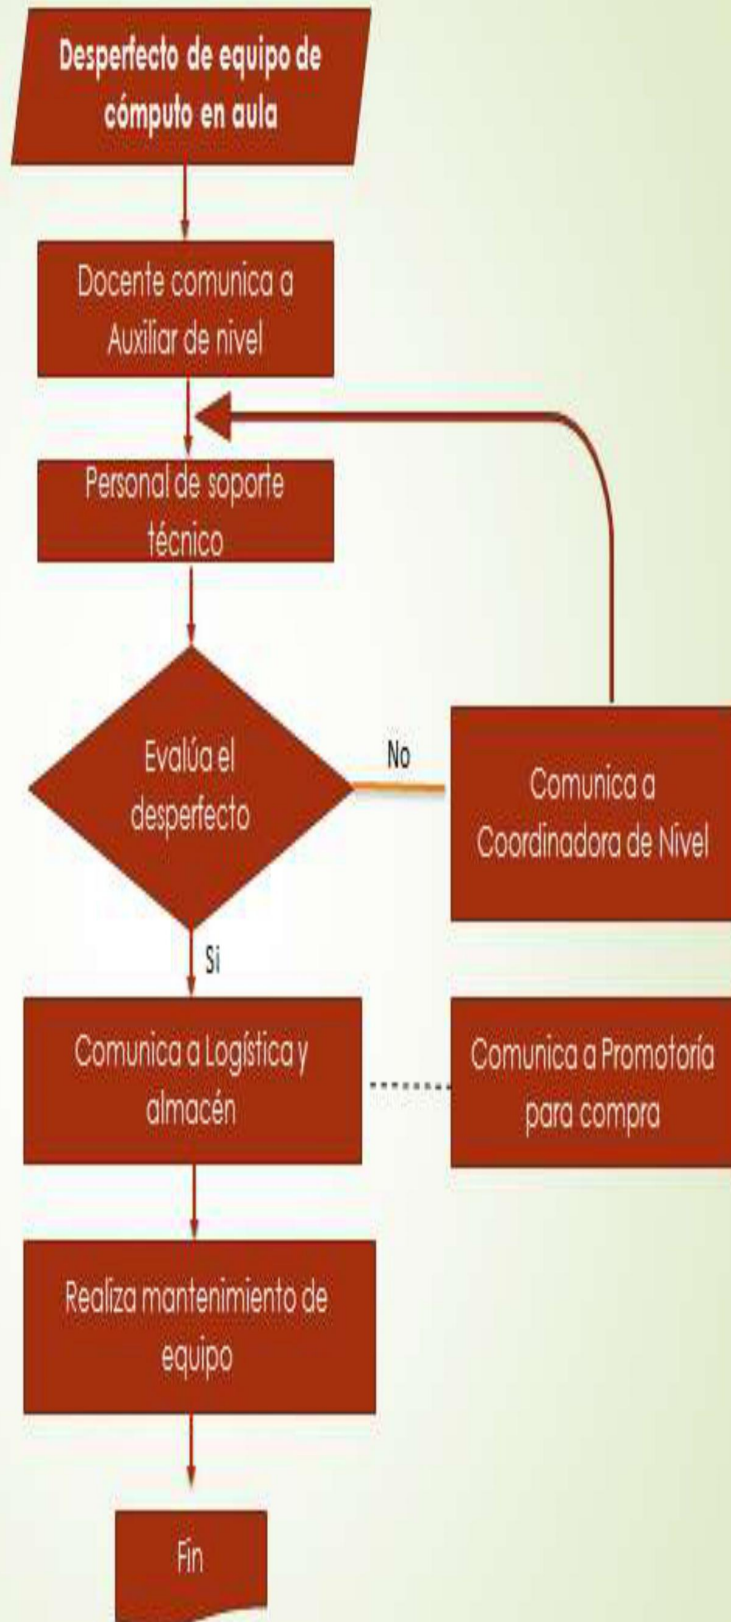 Desperfecto de equipo de
cómputo en aula
Docente comunica a
Auxiliar de nivel
Personal de soporte
técnico
Evalúa el
desperfecto
No
Comunica a
Coordinadora de Nivel
Si
Comunica a Logística y
almacén
Comunica a Promotoría
para compra
Realiza mantenimiento de
equipo
Fin